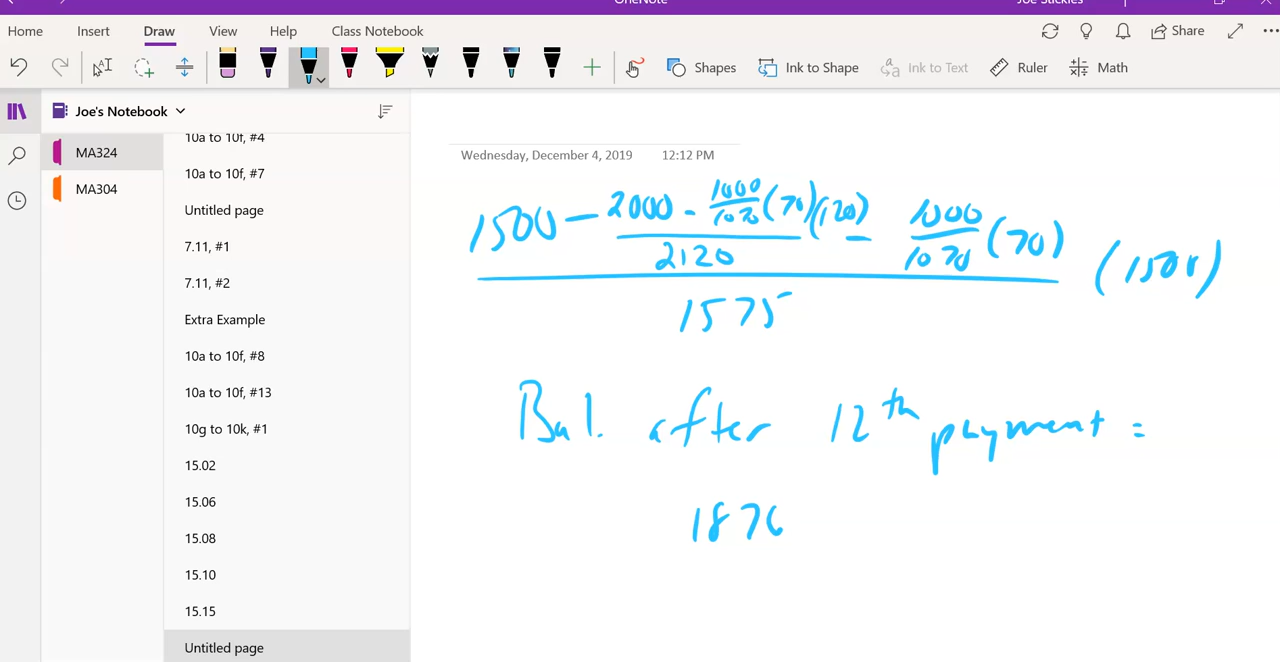 OneNote
Joe Stickles
Home Insert Draw View Help Class Notebook
Share
Shapes Ink to Shape Ink to Text Ruler Math
Joe's Notebook
MA324
MA304
10a to 10f, #4
10a to 10f, #7
Untitled page
7.11, #1
7.11, #2
Extra Example
10a to 10f, #8
10a to 10f, #13
10g to 10k, #1
15.02
15.06
15.08
15.10
15.15
Untitled page
Wednesday, December 4, 2019 12:12 PM
1000 1000
1500 - 2000 - 1070 (70)(120) - 1070 (70)
2120
1575
Bal. after 12th payment =
1876